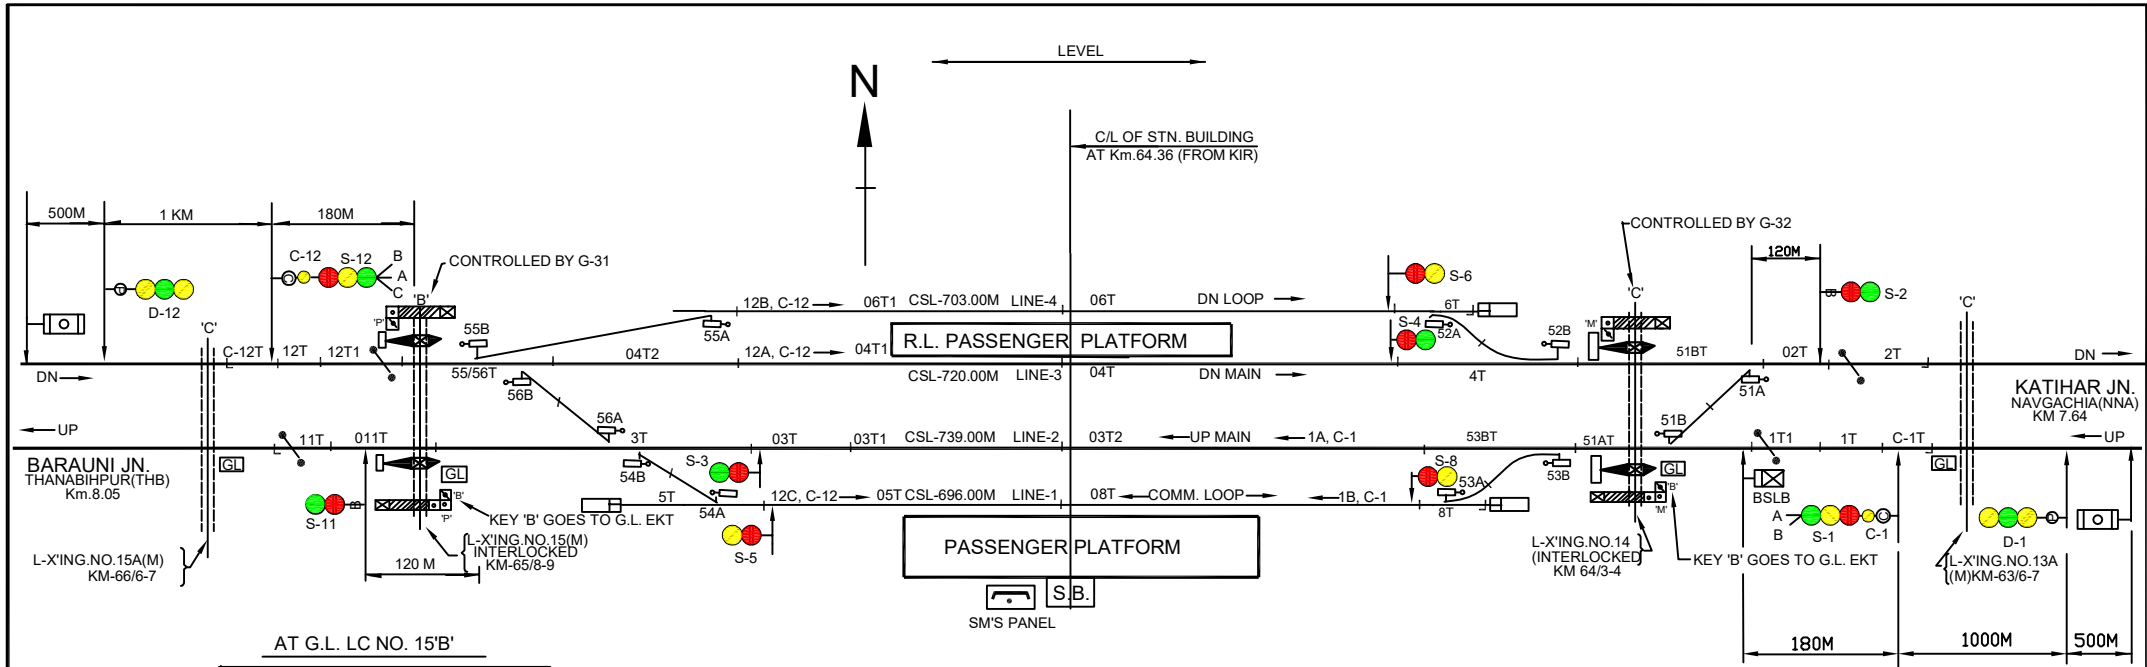 LEVEL
N
C/L OF STN. BUILDING
AT Km.64.36 (FROM KIR)
500M
1 KM
180M
CONTROLLED BY G-32
120M
C-12
S-12
B
A
C
CONTROLLED BY G-31
P
D-12
'B'
'P'
'C'
S-6
S-2
B
'C'
'M'
'C'
12B, C-12
06T1
CSL-703.00M
LINE-4
06T
DN LOOP
6T
55B
55A
S-4
52A
52B
R.L. PASSENGER PLATFORM
C-12T
12T
12T1
55/56T
04T2
12A, C-12
04T1
51BT
02T
2T
DN
DN
CSL-720.00M
LINE-3
04T
DN MAIN
4T
56B
51A
KATIHAR JN.
NAVGACHIA(NNA)
KM 7.64
56A
51B
UP
11T
011T
3T
03T
03T1
CSL-739.00M
LINE-2
03T2
UP MAIN
1A, C-1
53BT
51AT
1T1
1T
C-1T
UP
BARAUNI JN.
THANABIHPUR(THB)
Km.8.05
GL
GL
54B
S-3
S-8
53A
53B
GL
GL
BSLB
S-11
B
'B'
'P'
5T
54A
12C, C-12
05T
CSL-696.00M
LINE-1
08T
COMM. LOOP
1B, C-1
8T
'B'
'M'
A
B
S-1
C-1
C
P
D-1
KEY 'B' GOES TO G.L. EKT
S-5
PASSENGER PLATFORM
L-X'ING.NO.15A(M)
KM-66/6-7
L-X'ING.NO.15(M)
INTERLOCKED
KM-65/8-9
120 M
L-X'ING.NO.14
(INTERLOCKED
KM 64/3-4
KEY 'B' GOES TO G.L. EKT
L-X'ING.NO.13A
(M)KM-63/6-7
S.B.
SM'S PANEL
180M
1000M
500M
AT G.L. LC NO. 15'B'